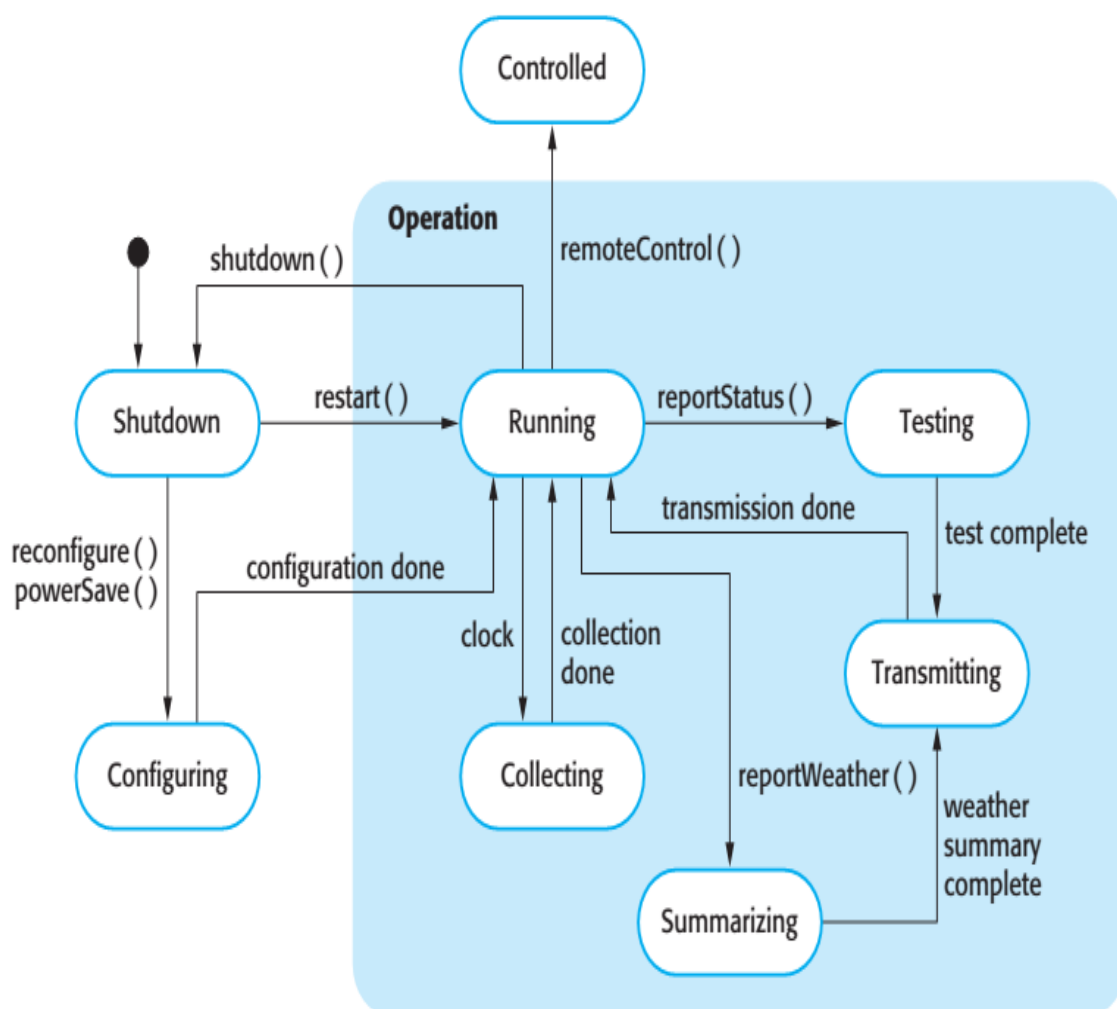 Controlled
Operation
shutdown ( )
remoteControl ( )
Shutdown
restart ( )
Running
reportStatus ( )
Testing
reconfigure ( )
powerSave ( )
configuration done
transmission done
test complete
clock
collection
done
Transmitting
Configuring
Collecting
reportWeather ( )
weather
summary
complete
Summarizing